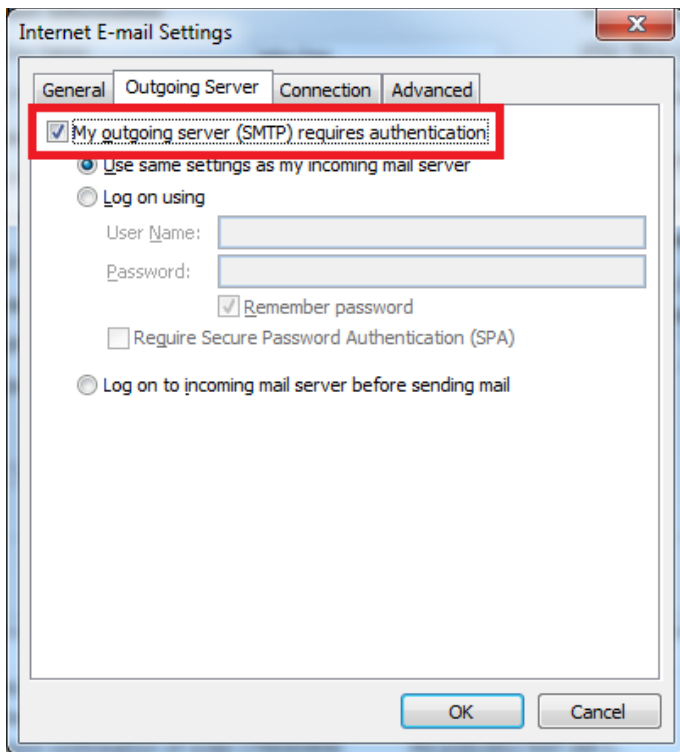 Internet E-mail Settings
General Outgoing Server Connection Advanced
My outgoing server (SMTP) requires authentication
Use same settings as my incoming mail server
Log on using
User Name:
Password:
Remember password
Require Secure Password Authentication (SPA)
Log on to incoming mail server before sending mail
OK Cancel